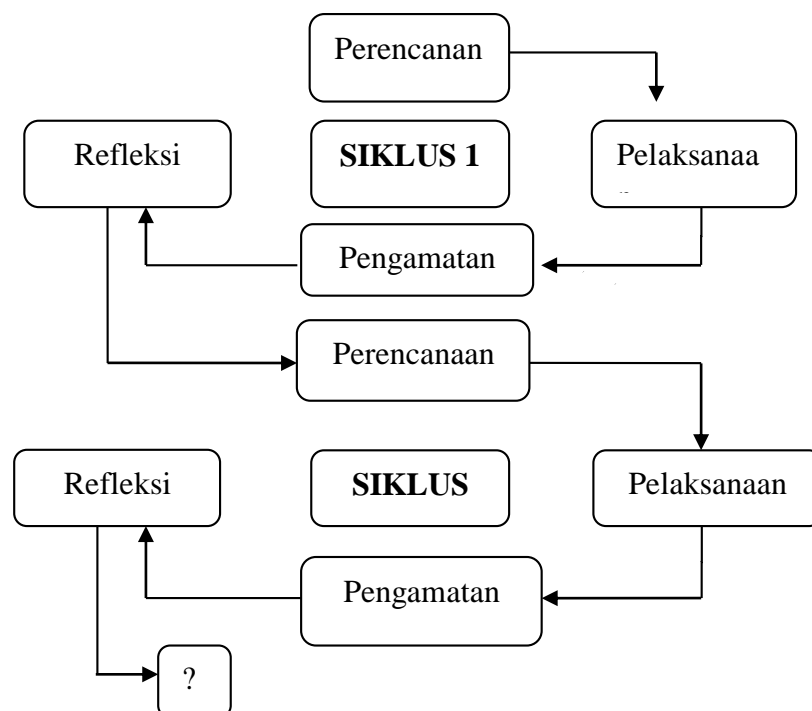 Perencanan
Refleksi
SIKLUS 1
Pelaksanaa
Pengamatan
Perencanaan
Refleksi
SIKLUS
Pelaksanaan
Pengamatan
?